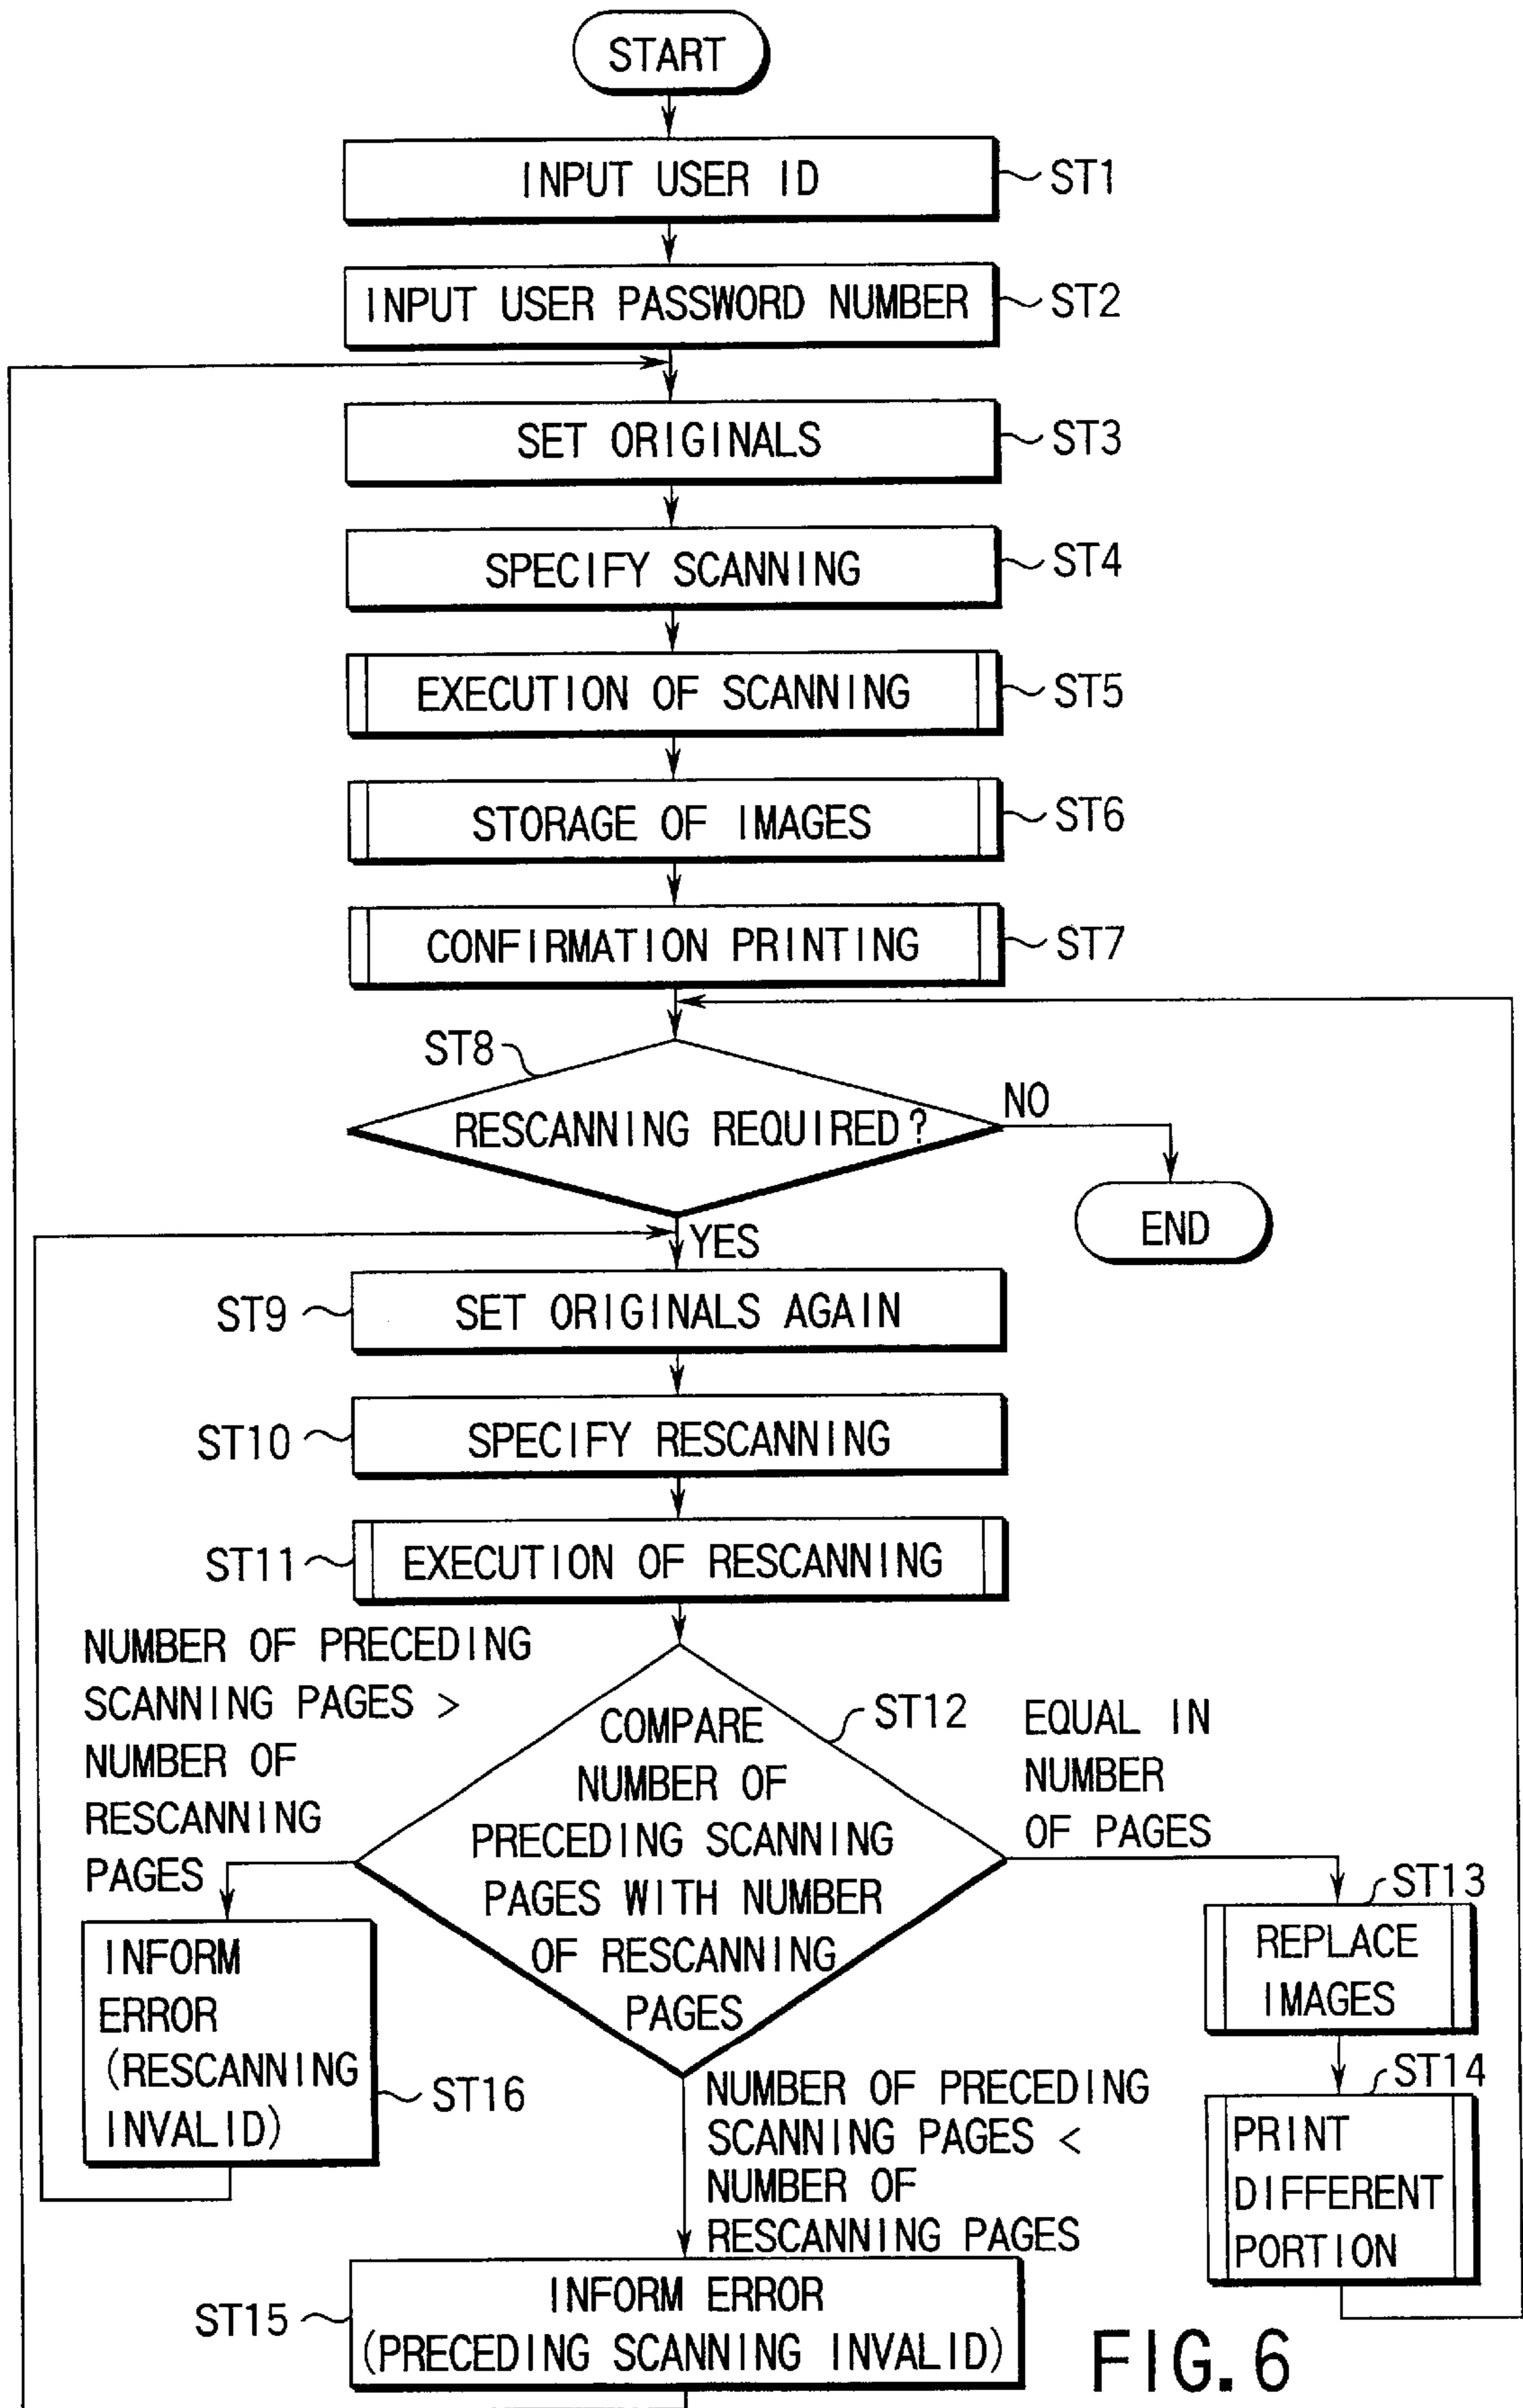 START
INPUT USER ID
ST1
INPUT USER PASSWORD NUMBER
ST2
SET ORIGINALS
ST3
SPECIFY SCANNING
ST4
EXECUTION OF SCANNING
ST5
STORAGE OF IMAGES
ST6
CONFIRMATION PRINTING
ST7
ST8
RESCANNING REQUIRED?
NO
END
YES
ST9
SET ORIGINALS AGAIN
ST10
SPECIFY RESCANNING
ST11
EXECUTION OF RESCANNING
NUMBER OF PRECEDING
SCANNING PAGES >
NUMBER OF
RESCANNING
PAGES
ST12
COMPARE
NUMBER OF
PRECEDING SCANNING
PAGES WITH NUMBER
OF RESCANNING
PAGES
EQUAL IN
NUMBER
OF PAGES
ST13
REPLACE
IMAGES
ST14
PRINT
DIFFERENT
PORTION
INFORM
ERROR
(RESCANNING
INVALID)
ST16
NUMBER OF PRECEDING
SCANNING PAGES <
NUMBER OF
RESCANNING PAGES
ST15
INFORM ERROR
(PRECEDING SCANNING INVALID)
FIG. 6